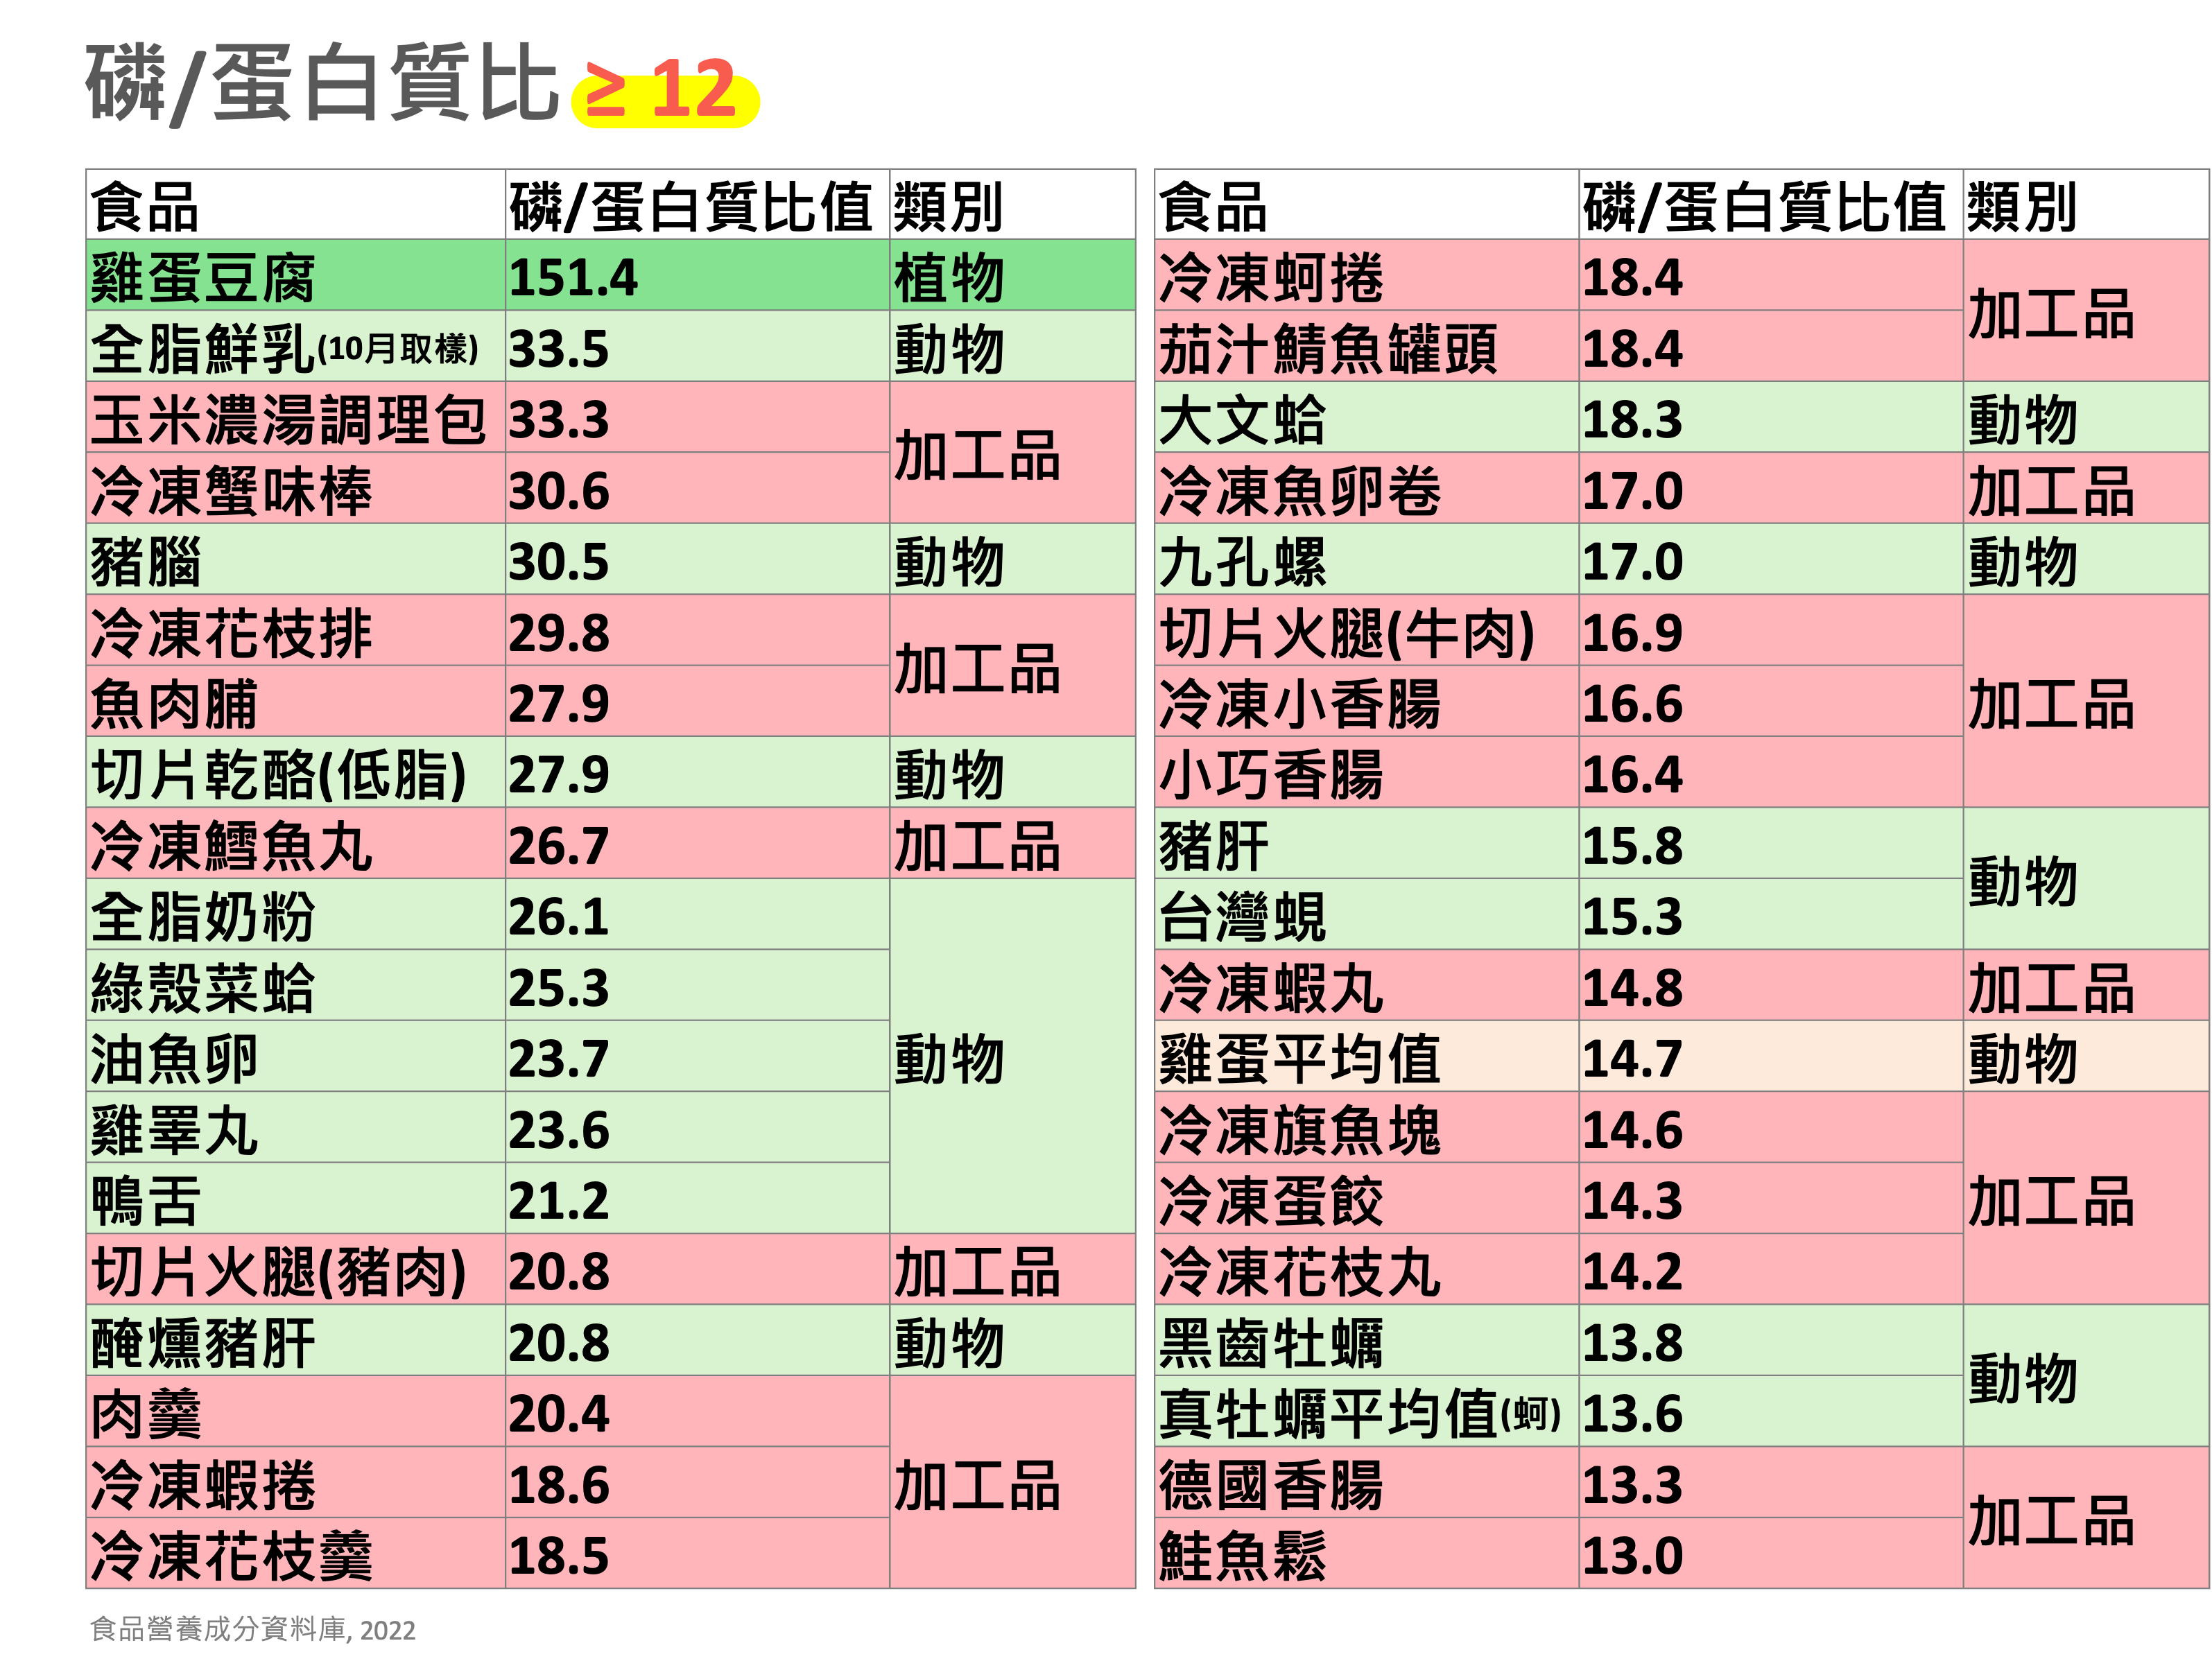 磷/蛋白質比 ≥ 12
食品 磷/蛋白質比值 類別
雞蛋豆腐 151.4 植物
全脂鮮乳(10月取樣) 33.5 動物
玉米濃湯調理包 33.3 加工品
冷凍蟹味棒 30.6
豬腦 30.5 動物
冷凍花枝排 29.8 加工品
魚肉脯 27.9
切片乾酪(低脂) 27.9 動物
冷凍鱈魚丸 26.7 加工品
全脂奶粉 26.1 動物
綠殼菜蛤 25.3
油魚卵 23.7
雞睪丸 23.6
鴨舌 21.2
切片火腿(豬肉) 20.8 加工品
醃燻豬肝 20.8 動物
肉羹 20.4 加工品
冷凍蝦捲 18.6
冷凍花枝羹 18.5
食品 磷/蛋白質比值 類別
冷凍蚵捲 18.4 加工品
茄汁鯖魚罐頭 18.4
大文蛤 18.3 動物
冷凍魚卵卷 17.0 加工品
九孔螺 17.0 動物
切片火腿(牛肉) 16.9 加工品
冷凍小香腸 16.6
小巧香腸 16.4
豬肝 15.8 動物
台灣蜆 15.3
冷凍蝦丸 14.8 加工品
雞蛋平均值 14.7 動物
冷凍旗魚塊 14.6 加工品
冷凍蛋餃 14.3
冷凍花枝丸 14.2
黑齒牡蠣 13.8 動物
真牡蠣平均值(蚵) 13.6
德國香腸 13.3 加工品
鮭魚鬆 13.0
食品營養成分資料庫, 2022